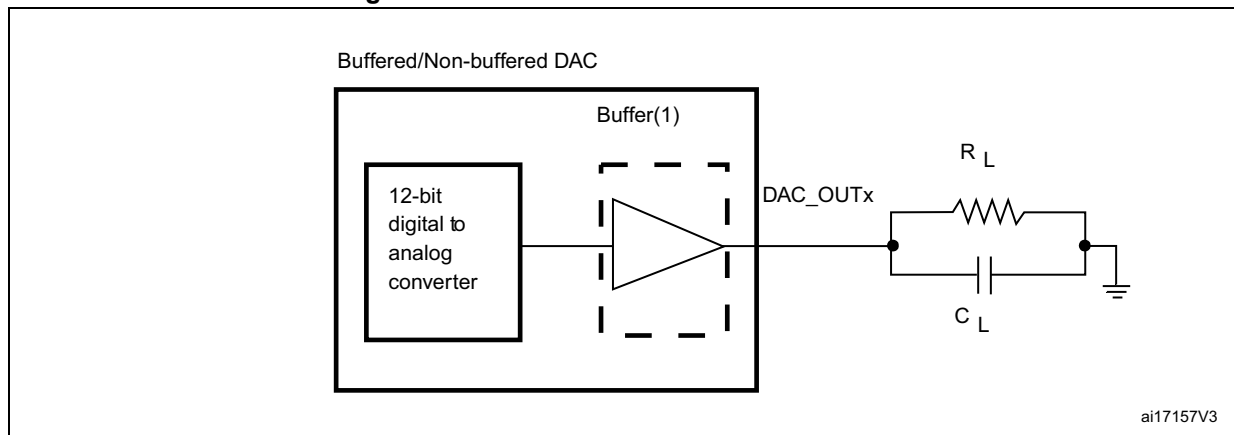 Buffered/Non-buffered DAC
Buffer(1)
12-bit
digital to
analog
converter
DAC_OUTx
R L
C L
ai17157V3